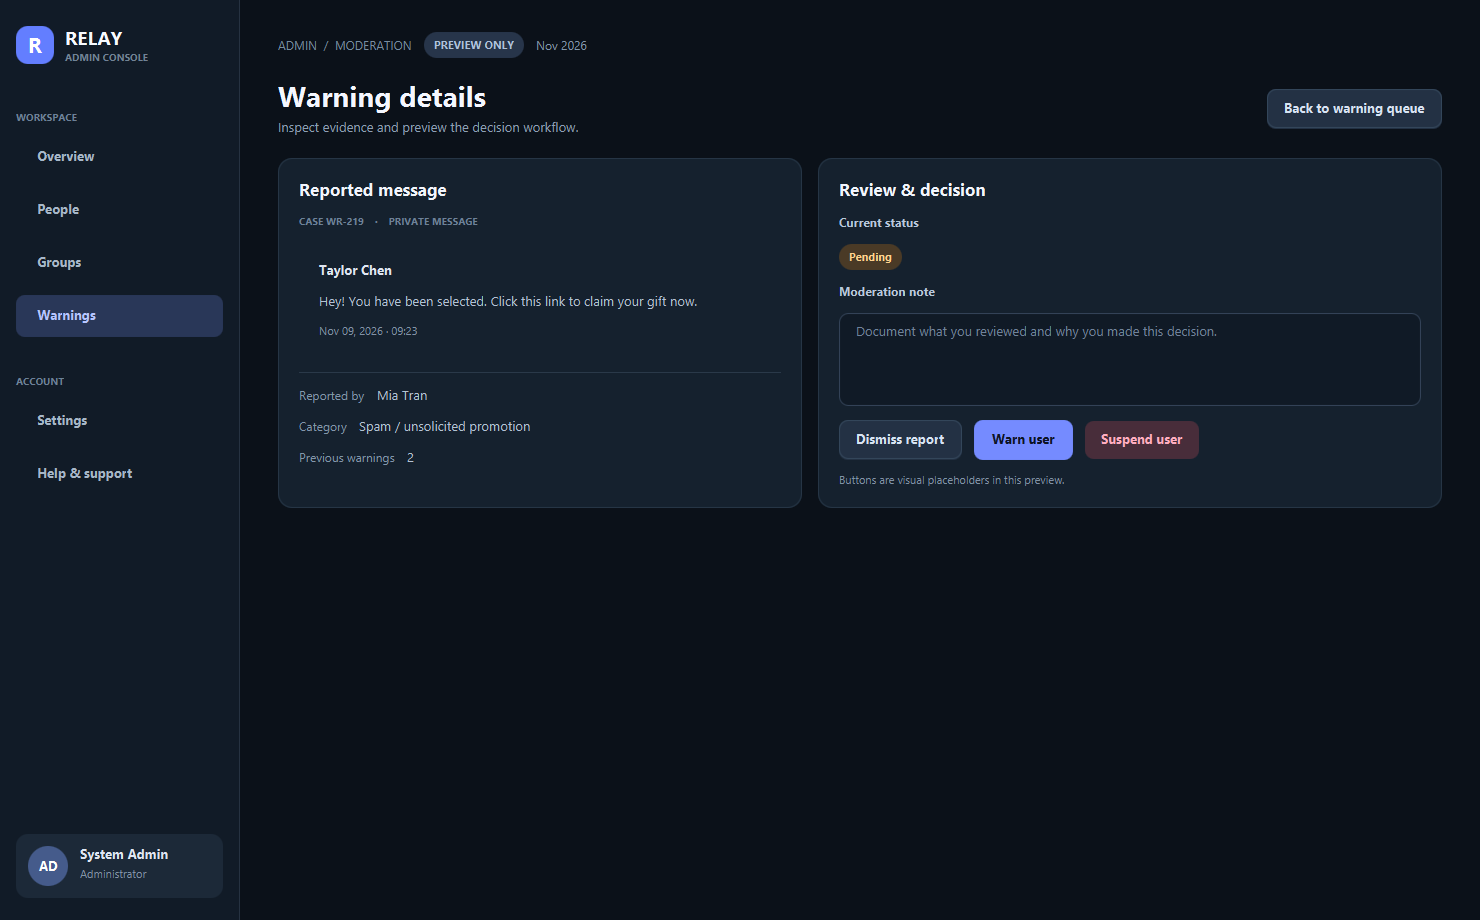 R
RELAY
ADMIN CONSOLE
WORKSPACE
Overview
People
Groups
Warnings
ACCOUNT
Settings
Help & support
AD
System Admin
Administrator
ADMIN / MODERATION PREVIEW ONLY Nov 2026
Warning details
Inspect evidence and preview the decision workflow.
Back to warning queue
Reported message
CASE WR-219 · PRIVATE MESSAGE
Taylor Chen
Hey! You have been selected. Click this link to claim your gift now.
Nov 09, 2026 · 09:23
Reported by Mia Tran
Category Spam / unsolicited promotion
Previous warnings 2
Review & decision
Current status
Pending
Moderation note
Document what you reviewed and why you made this decision.
Dismiss report Warn user Suspend user
Buttons are visual placeholders in this preview.